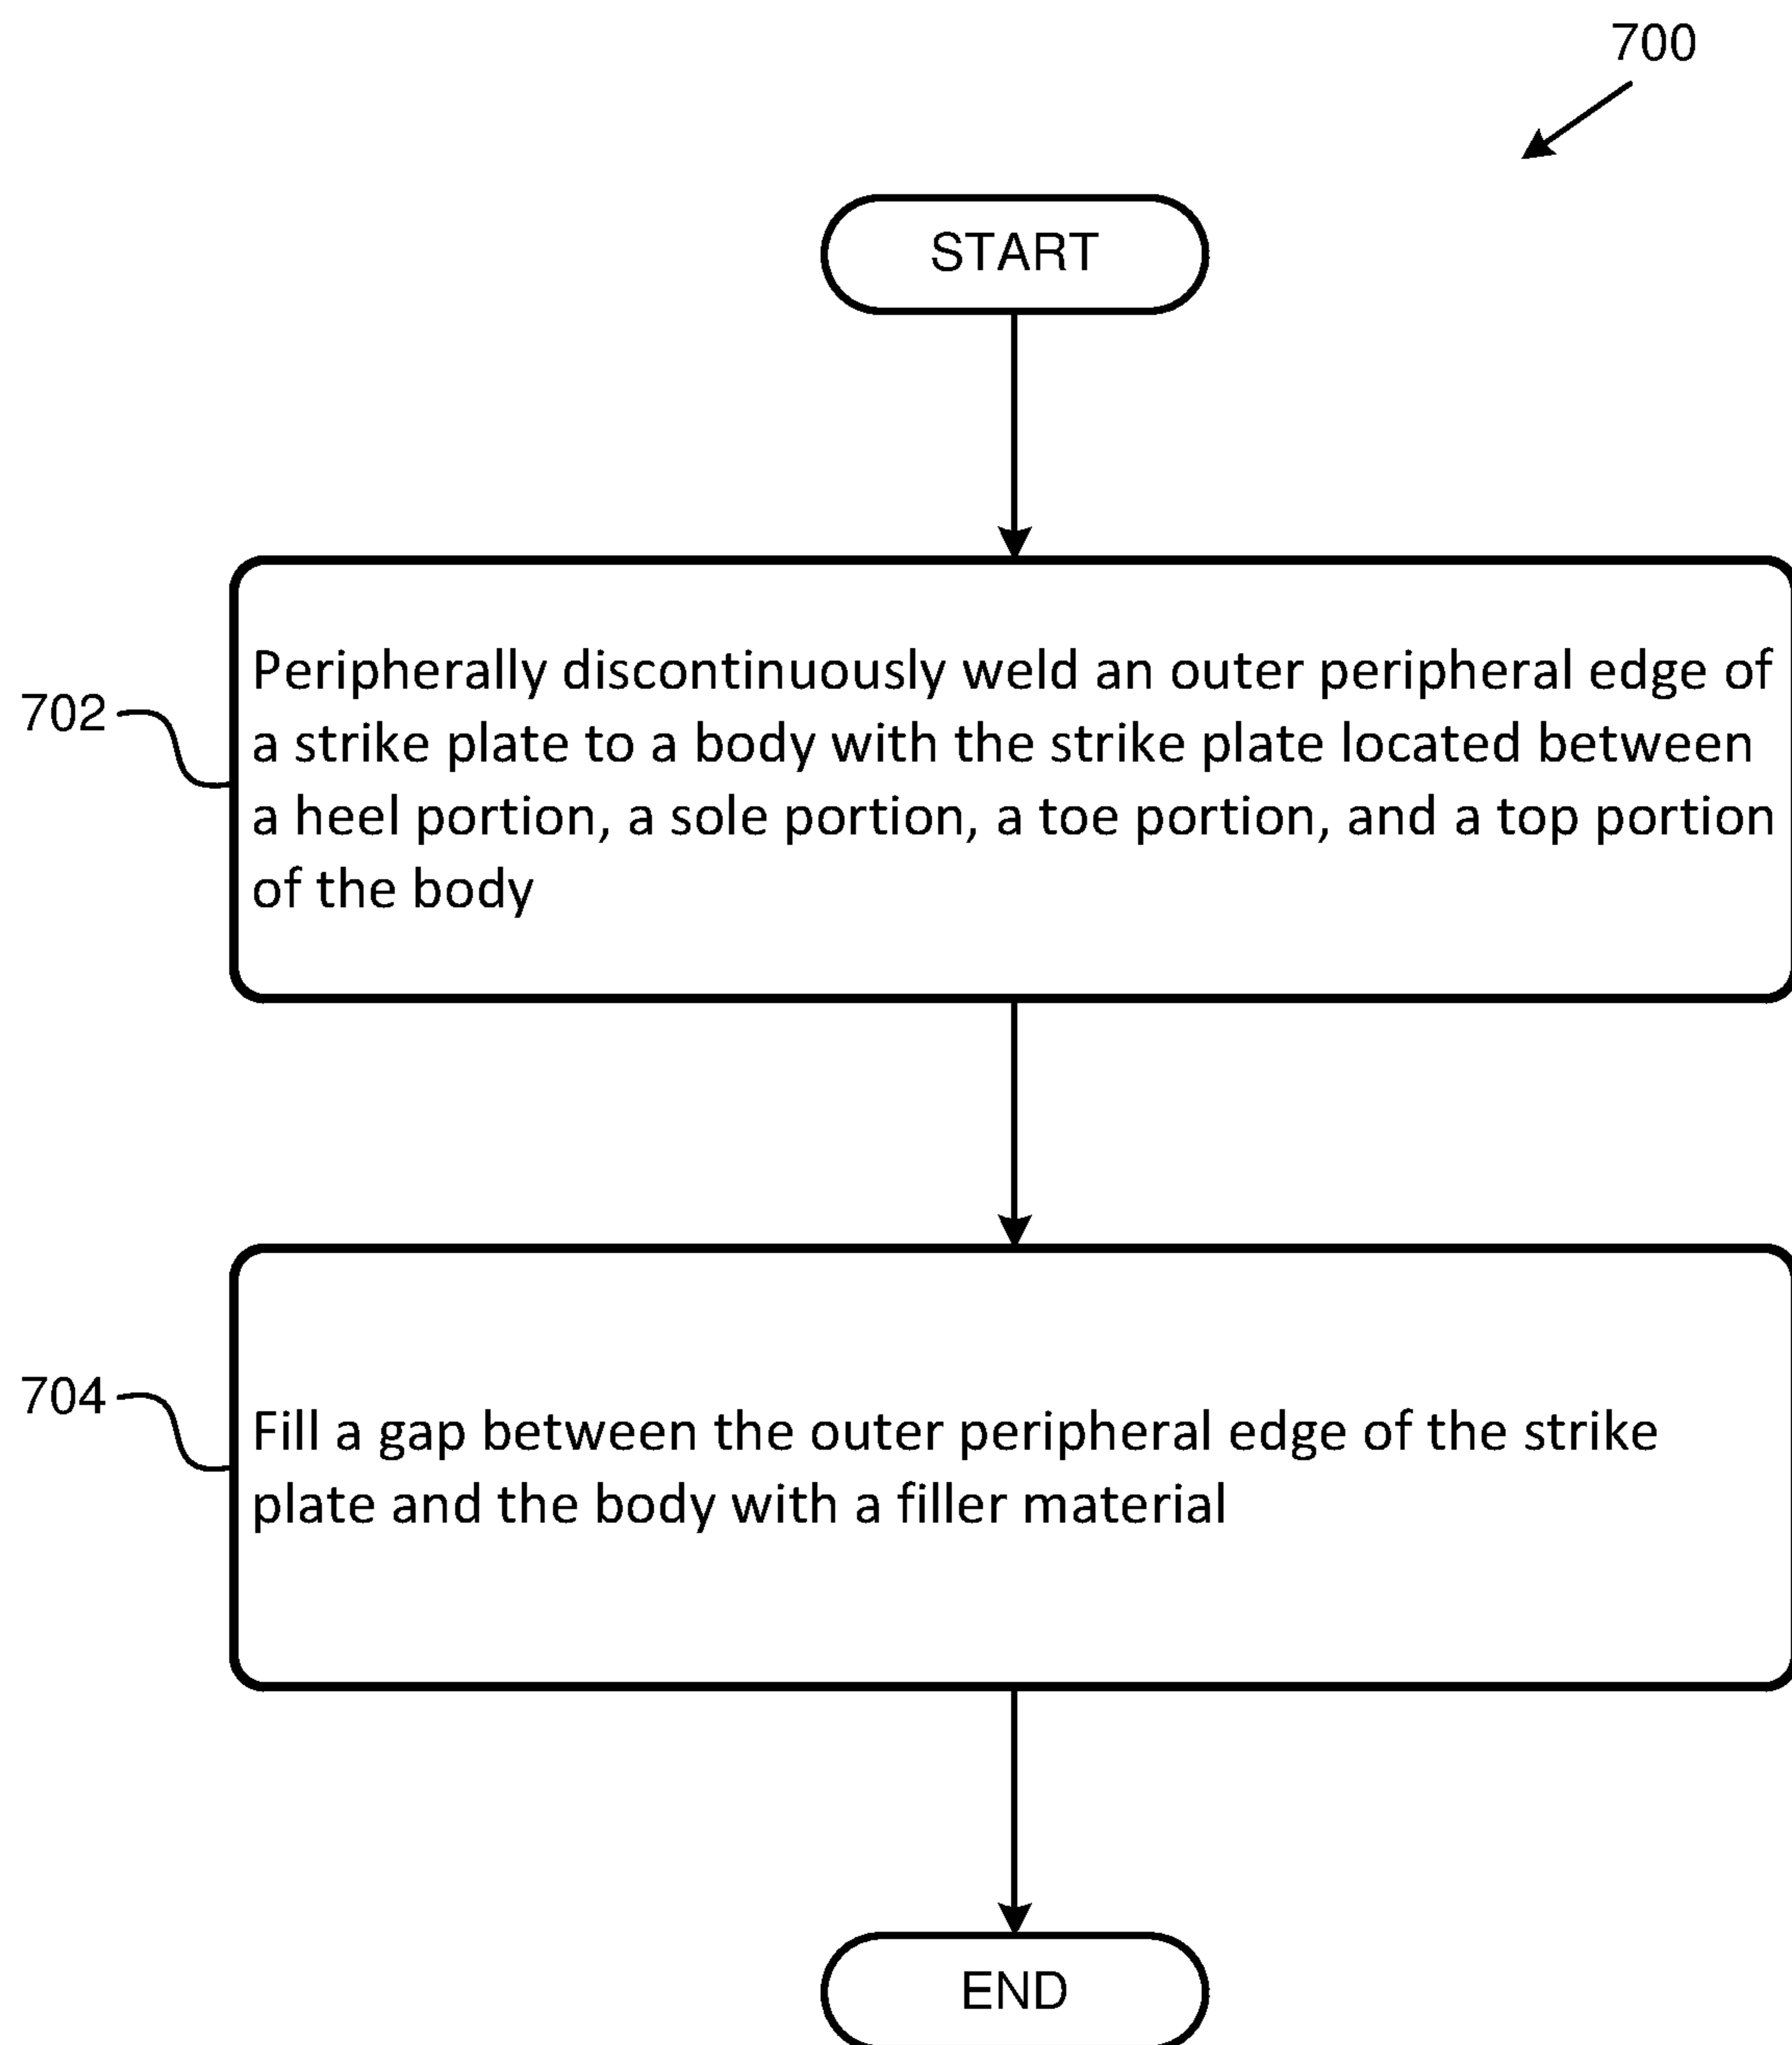 700
START
702
Peripherally discontinuously weld an outer peripheral edge of
a strike plate to a body with the strike plate located between
a heel portion, a sole portion, a toe portion, and a top portion
of the body
704
Fill a gap between the outer peripheral edge of the strike
plate and the body with a filler material
END